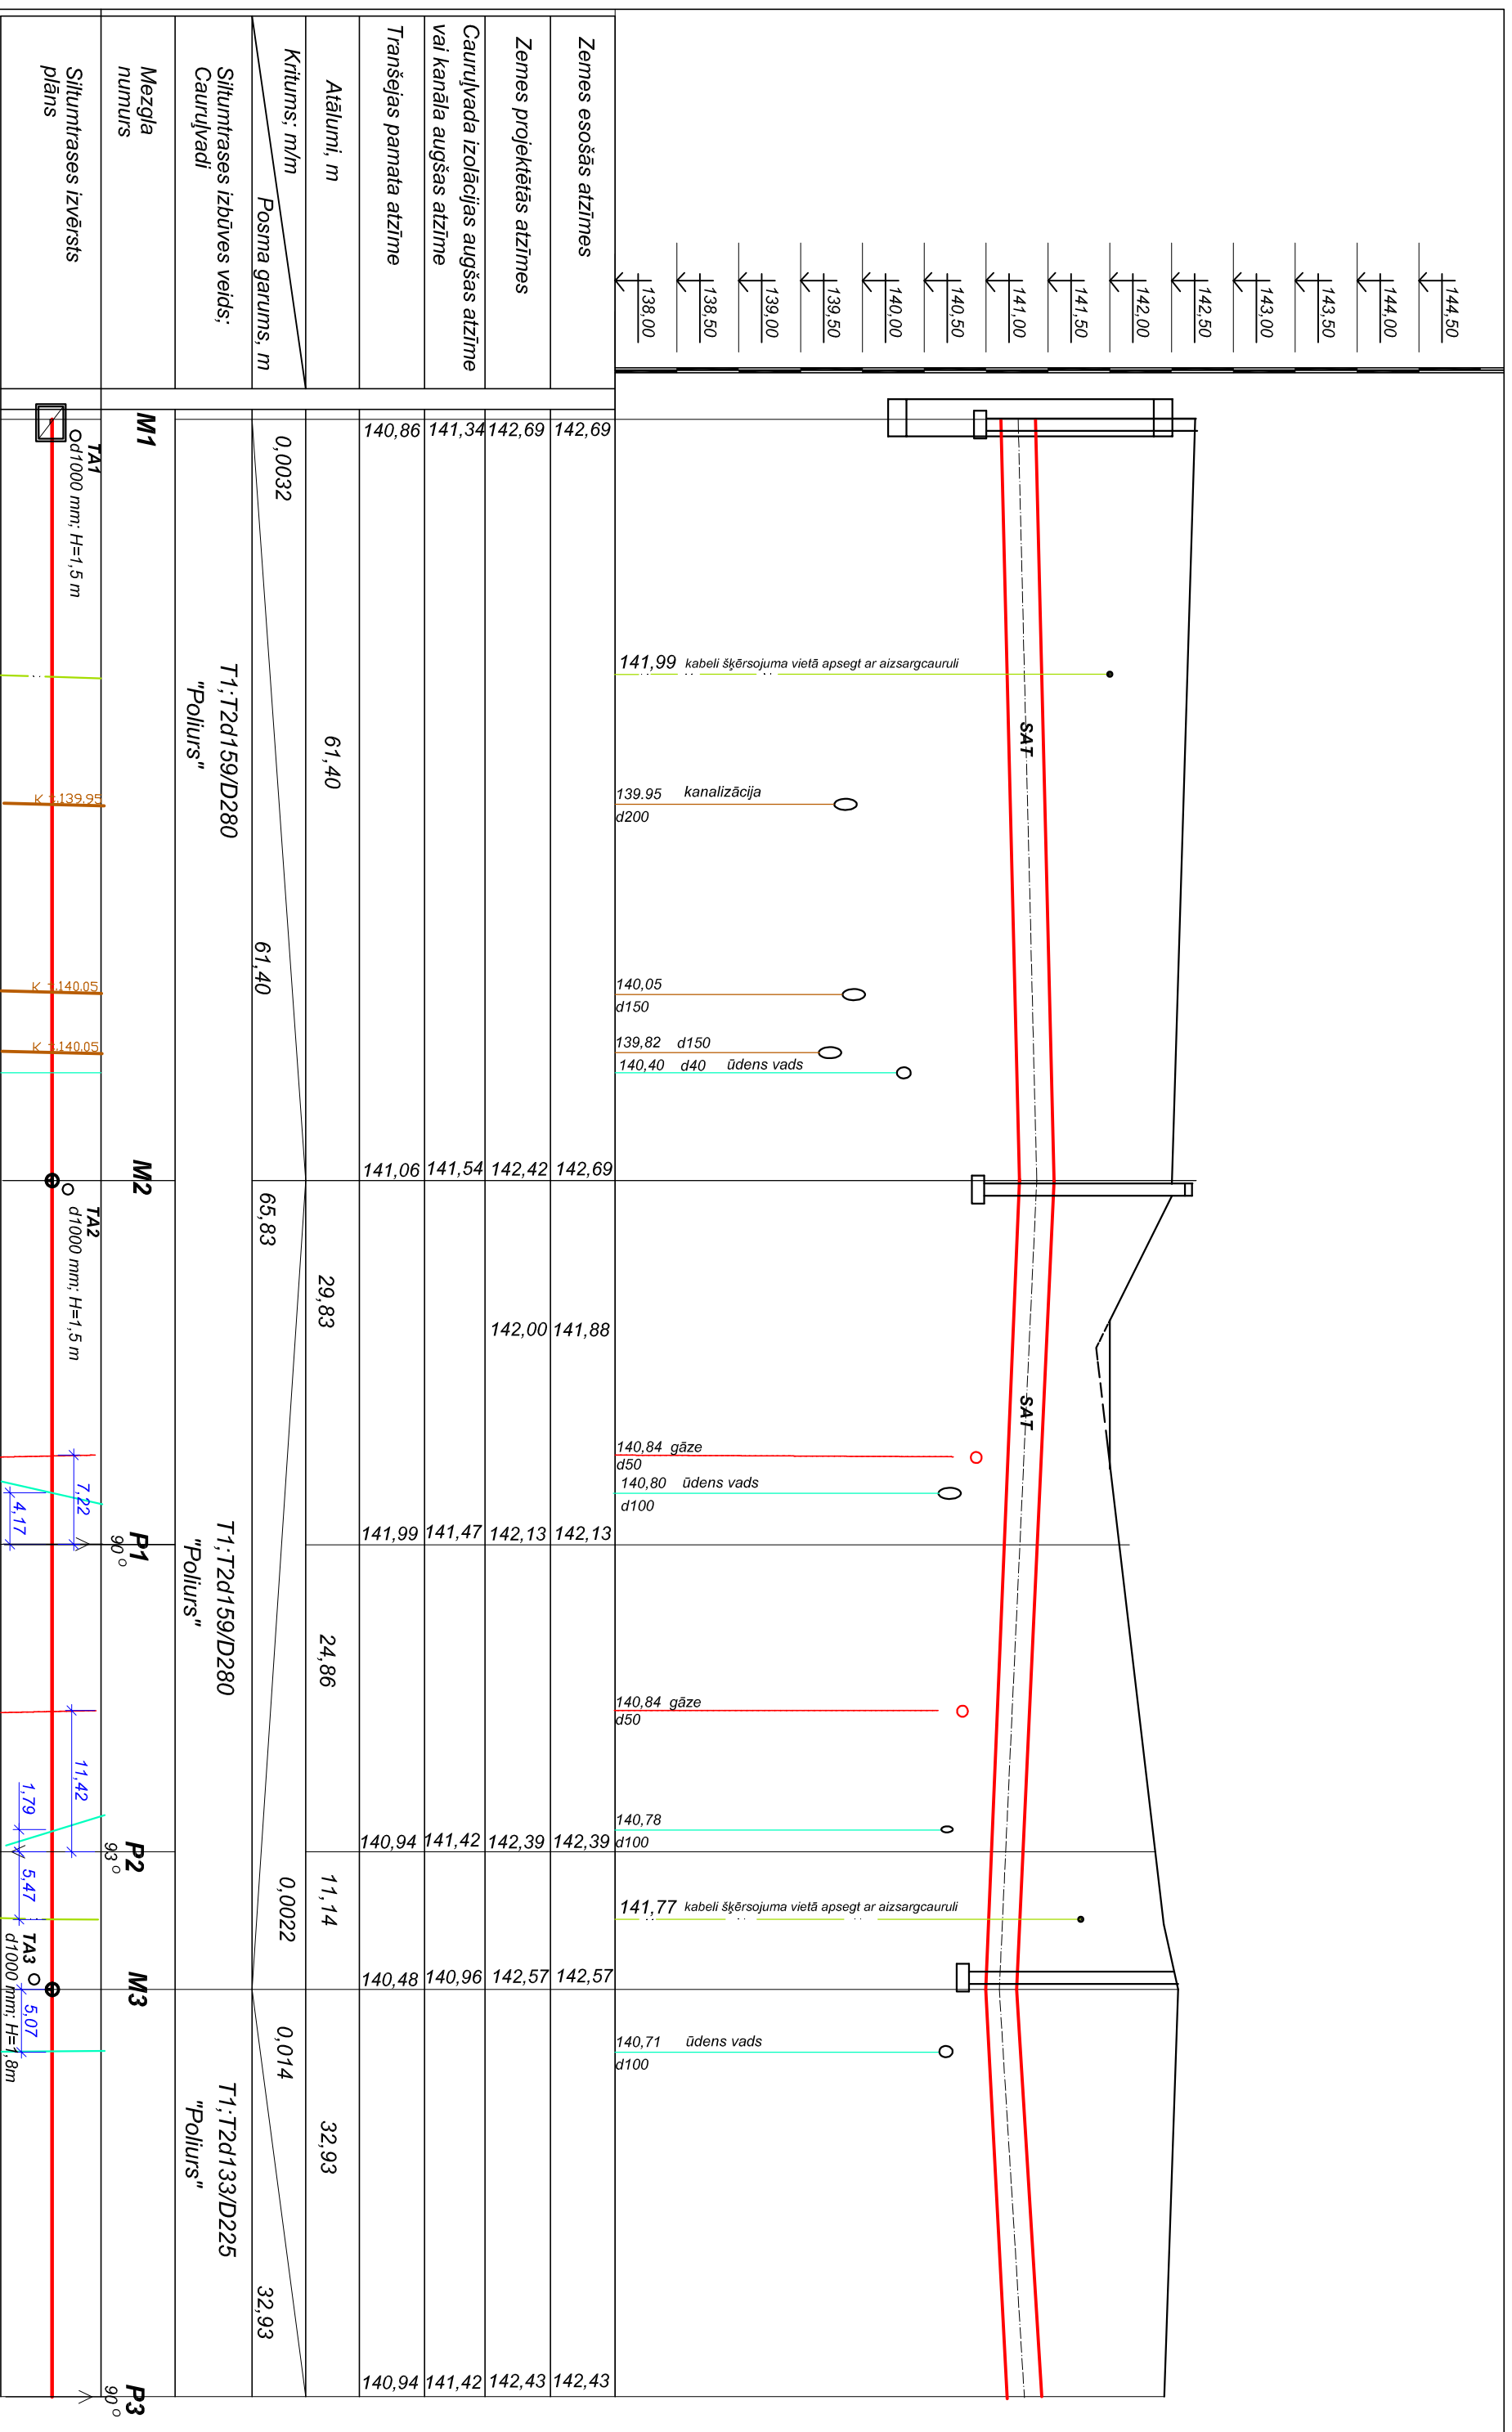 144,50
144,00
143,50
143,00
142,50
142,00
141,50
141,00
140,50
140,00
139,50
139,00
138,50
138,00
SAT
SAT
141,99 kabeli šķērsojuma vietā apsegt ar aizsargcauruli
139.95 kanalizācija
d200
140,05
d150
139,82 d150
140,40 d40 ūdens vads
140,84 gāze
d50
140,80 ūdens vads
d100
140,84 gāze
d50
140,78
d100
141,77 kabeli šķērsojuma vietā apsegt ar aizsargcauruli
140,71 ūdens vads
d100
Zemes esošās atzīmes
142,69
142,69
141,88
142,13
142,39
142,57
142,43
Zemes projektētās atzīmes
142,69
142,42
142,00
142,13
142,39
142,57
142,43
Cauruļvada izolācijas augšas atzīme
vai kanāla augšas atzīme
141,34
141,54
141,47
141,42
140,96
141,42
Tranšejas pamata atzīme
140,86
141,06
141,99
140,94
140,48
140,94
Atālumi, m
61,40
29,83
24,86
11,14
32,93
Kritums; m/m
Posma garums, m
0,0032
61,40
65,83
0,0022
0,014
32,93
Siltumtrases izbūves veids;
Cauruļvadi
T1;T2d159/D280
"Poliurs"
T1;T2d159/D280
"Poliurs"
T1;T2d133/D225
"Poliurs"
Mezgla
numurs
M1
M2
P1
90°
P2
93°
M3
P3
90°
Siltumtrases izvērsts
plāns
TA1
d1000 mm; H=1,5 m
K t.139.95
K t.140.05
K t.140.05
TA2
d1000 mm; H=1,5 m
7,22
4,17
11,42
1,79
5,47
TA3
d1000 mm; H=1,8m
5,07